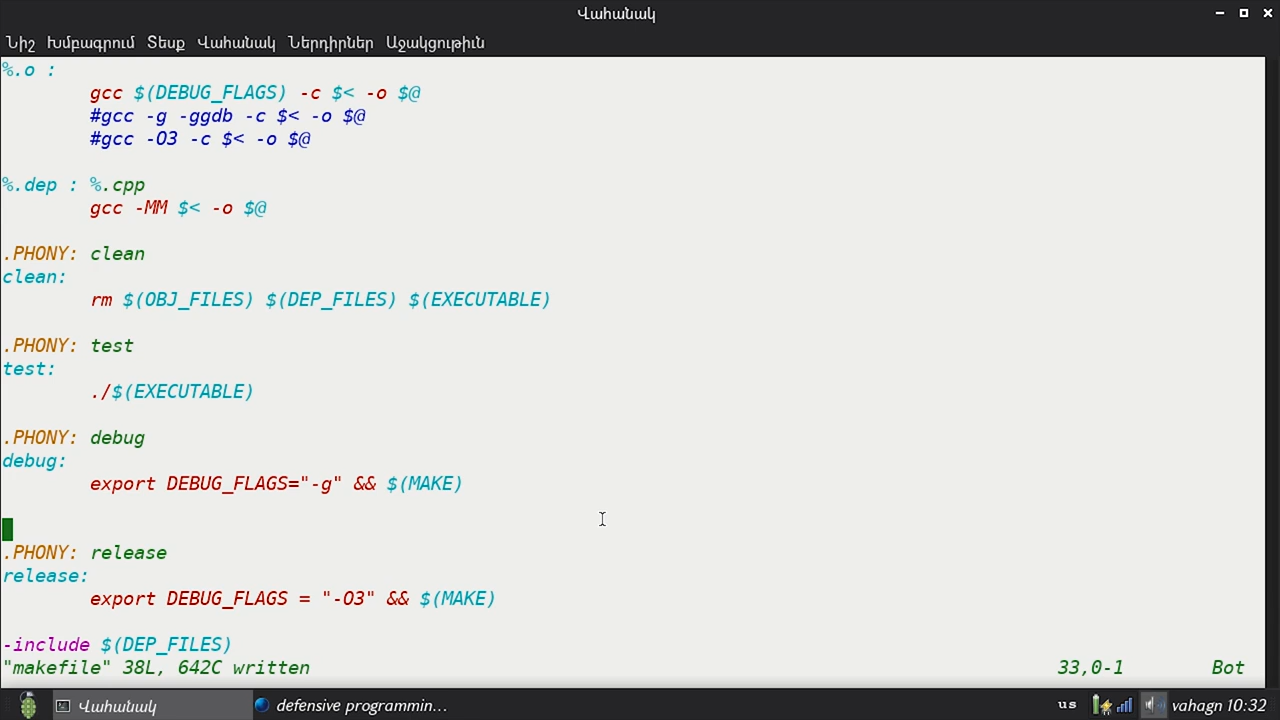 Վահանակ
Նիշ Խմբագրում Տեսք Վահանակ Ներդիրներ Աջակցութիւն
%.o :
gcc $(DEBUG_FLAGS) -c $< -o $@
#gcc -g -ggdb -c $< -o $@
#gcc -O3 -c $< -o $@
%.dep : %.cpp
gcc -MM $< -o $@
.PHONY: clean
clean:
rm $(OBJ_FILES) $(DEP_FILES) $(EXECUTABLE)
.PHONY: test
test:
./$(EXECUTABLE)
.PHONY: debug
debug:
export DEBUG_FLAGS="-g" && $(MAKE)
.PHONY: release
release:
export DEBUG_FLAGS = "-O3" && $(MAKE)
-include $(DEP_FILES)
"makefile" 38L, 642C written 33,0-1 Bot
Վահանակ defensive programmin... us vahagn 10:32